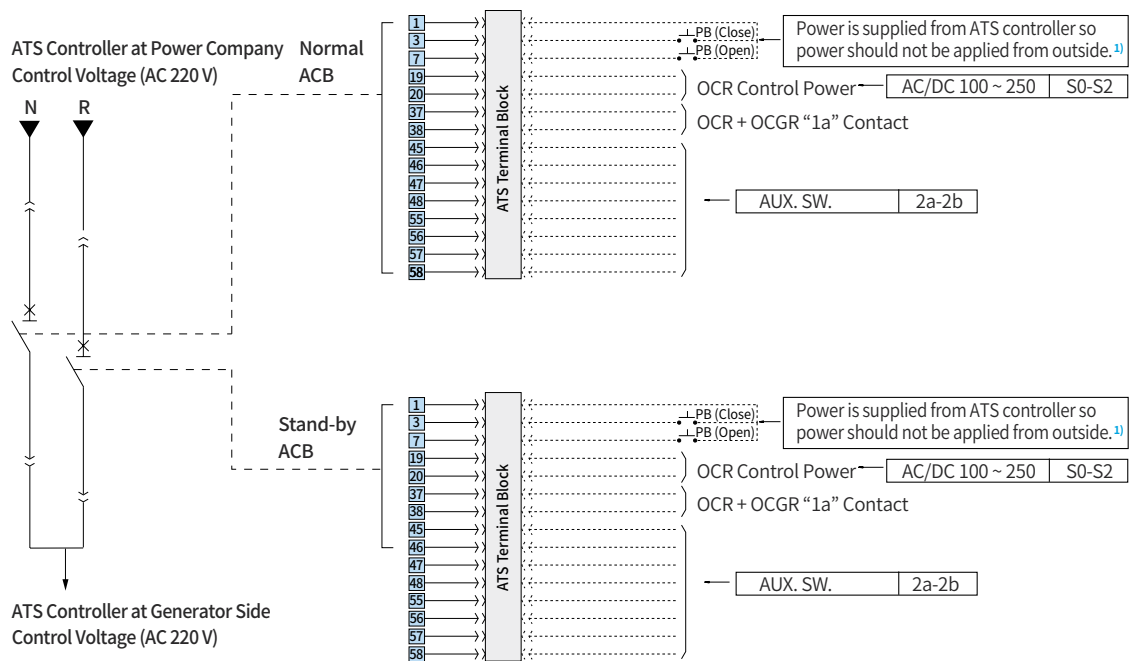 ATS Controller at Power Company
Control Voltage (AC 220 V)
N R
Normal
ACB
1
3
7
19
20
37
38
45
46
47
48
55
56
57
58
ATS Terminal Block
PB (Close)
PB (Open)
Power is supplied from ATS controller so
power should not be applied from outside. 1)
OCR Control Power AC/DC 100 ~ 250 S0-S2
OCR + OCGR “1a” Contact
AUX. SW. 2a-2b
Stand-by
ACB
1
3
7
19
20
37
38
45
46
47
48
55
56
57
58
ATS Terminal Block
PB (Close)
PB (Open)
Power is supplied from ATS controller so
power should not be applied from outside. 1)
OCR Control Power AC/DC 100 ~ 250 S0-S2
OCR + OCGR “1a” Contact
AUX. SW. 2a-2b
ATS Controller at Generator Side
Control Voltage (AC 220 V)